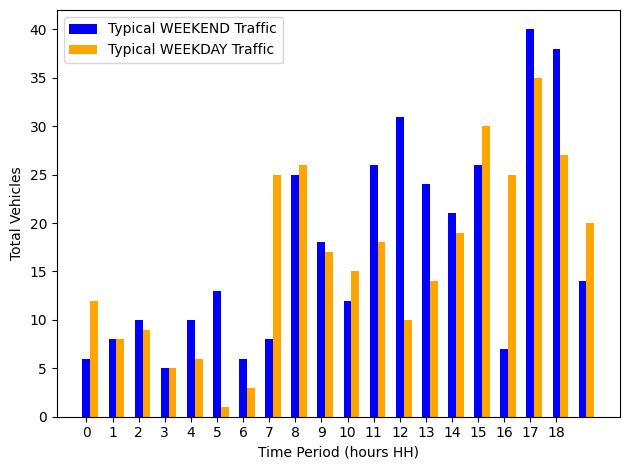 Typical WEEKEND Traffic
Typical WEEKDAY Traffic
40
35
30
25
20
15
10
5
0
Total Vehicles
0 1 2 3 4 5 6 7 8 9 10 11 12 13 14 15 16 17 18
Time Period (hours HH)